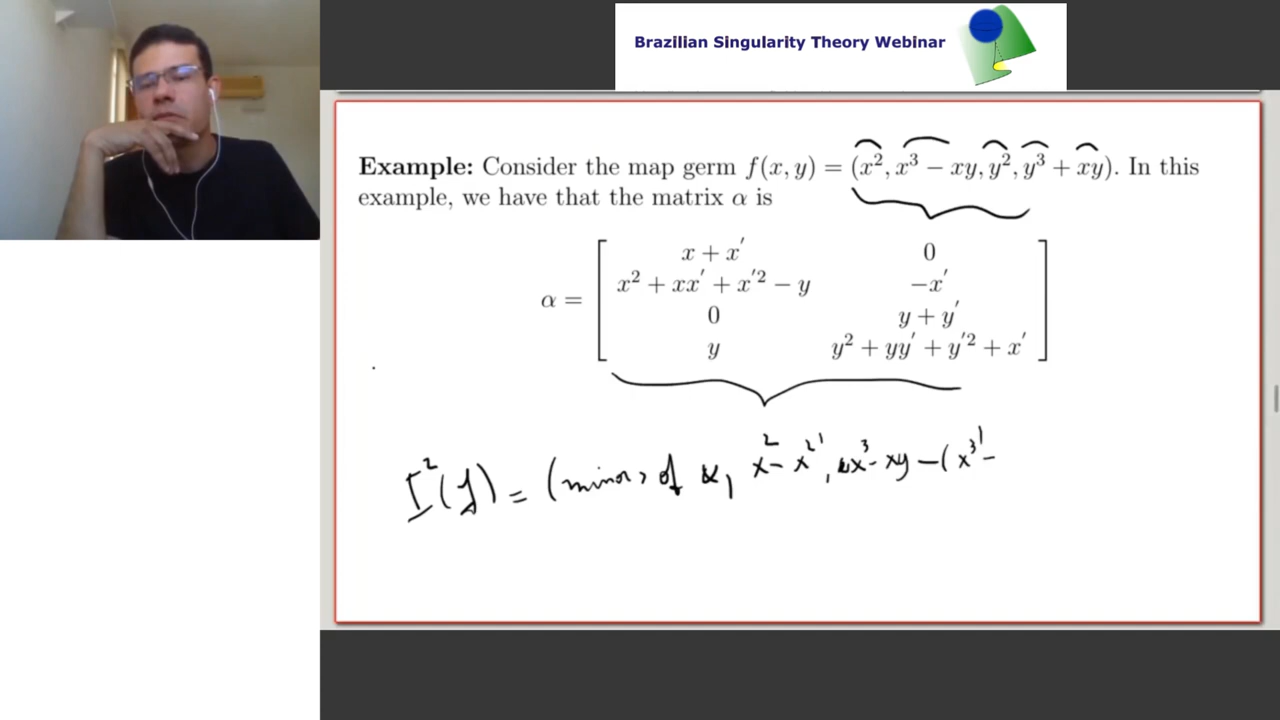 Brazilian Singularity Theory Webinar
Example: Consider the map germ f(x, y) = (x², x³ − xy, y², y³ + xy). In this
example, we have that the matrix α is
α = [ x + x′   0
x² + xx′ + x′² − y   −x′
0   y + y′
y   y² + yy′ + y′² + x′ ]
I²(f) = (minors of α, x² − x²′, x³ − xy − (x³′ −